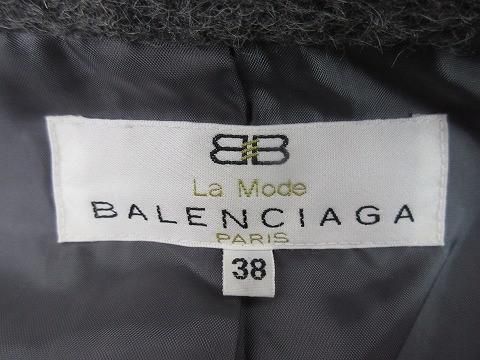 BB
La Mode
BALENCIAGA
PARIS
38